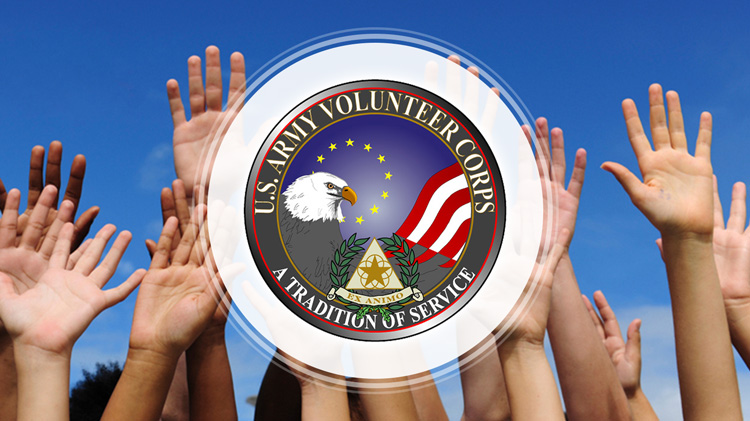 U.S. ARMY VOLUNTEER CORPS
EX ANIMO
A TRADITION OF SERVICE